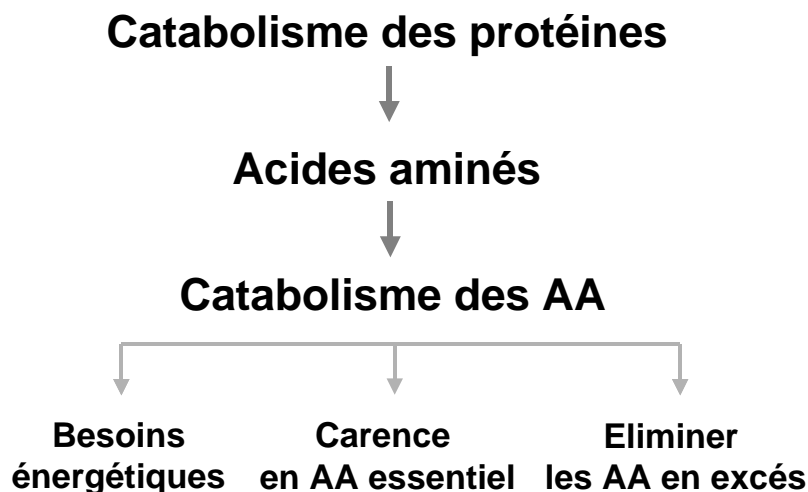 Catabolisme des protéines
Acides aminés
Catabolisme des AA
Besoins
énergétiques
Carence
en AA essentiel
Eliminer
les AA en excés